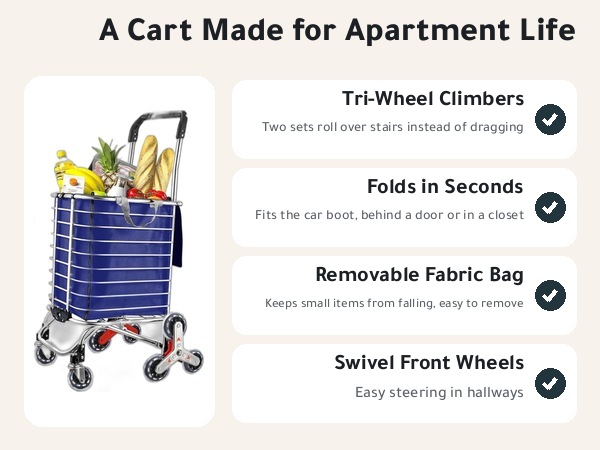 A Cart Made for Apartment Life
Tri-Wheel Climbers
Two sets roll over stairs instead of dragging
Folds in Seconds
Fits the car boot, behind a door or in a closet
Removable Fabric Bag
Keeps small items from falling, easy to remove
Swivel Front Wheels
Easy steering in hallways